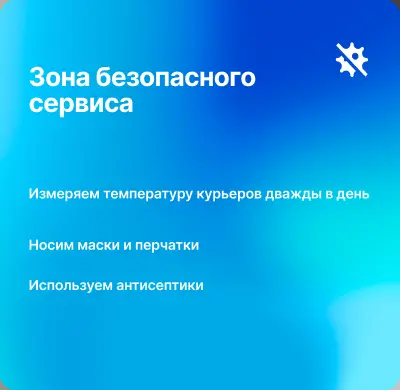 Зона безопасного
сервиса
Измеряем температуру курьеров дважды в день
Носим маски и перчатки
Используем антисептики